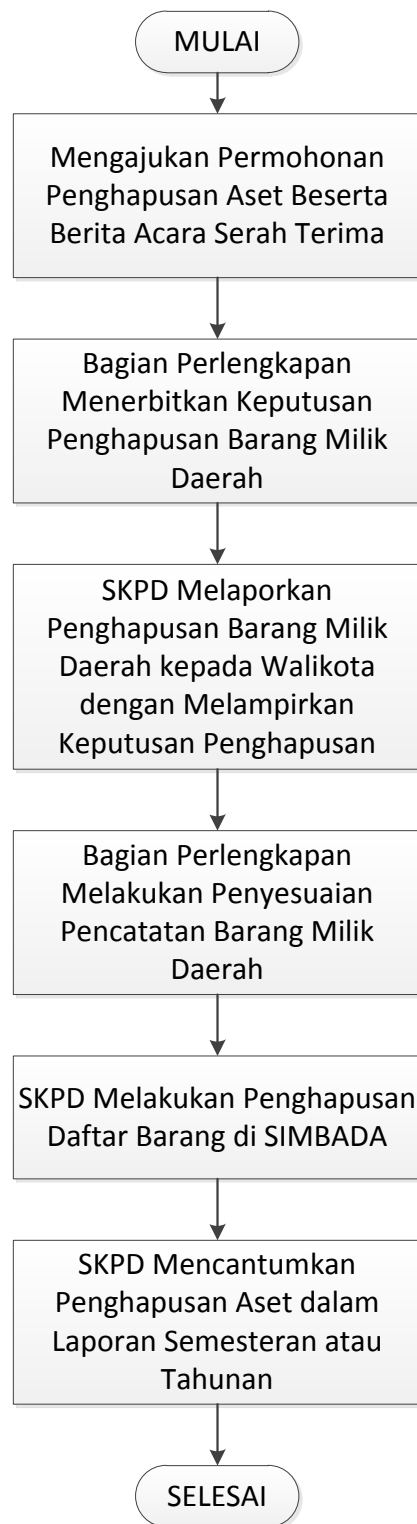 MULAI
Mengajukan Permohonan
Penghapusan Aset Beserta
Berita Acara Serah Terima
Bagian Perlengkapan
Menerbitkan Keputusan
Penghapusan Barang Milik
Daerah
SKPD Melaporkan
Penghapusan Barang Milik
Daerah kepada Walikota
dengan Melampirkan
Keputusan Penghapusan
Bagian Perlengkapan
Melakukan Penyesuaian
Pencatatan Barang Milik
Daerah
SKPD Melakukan Penghapusan
Daftar Barang di SIMBADA
SKPD Mencantumkan
Penghapusan Aset dalam
Laporan Semesteran atau
Tahunan
SELESAI